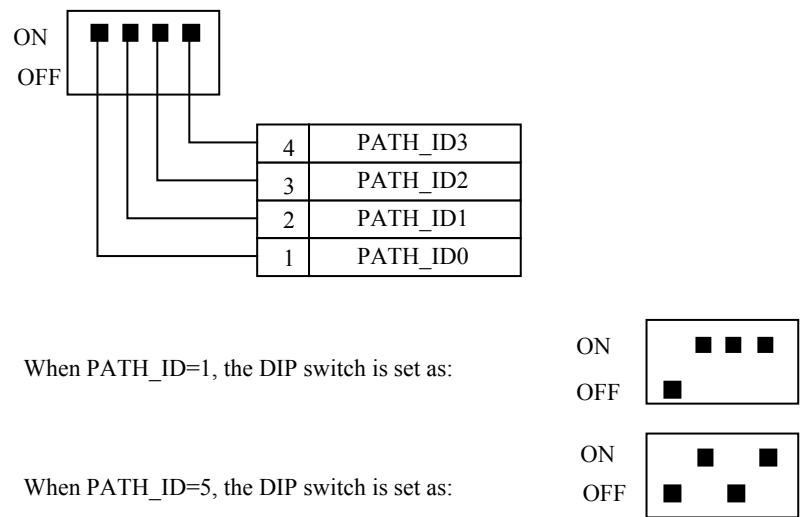 ON
OFF
4 PATH_ID3
3 PATH_ID2
2 PATH_ID1
1 PATH_ID0
When PATH_ID=1, the DIP switch is set as:
ON
OFF
When PATH_ID=5, the DIP switch is set as:
ON
OFF